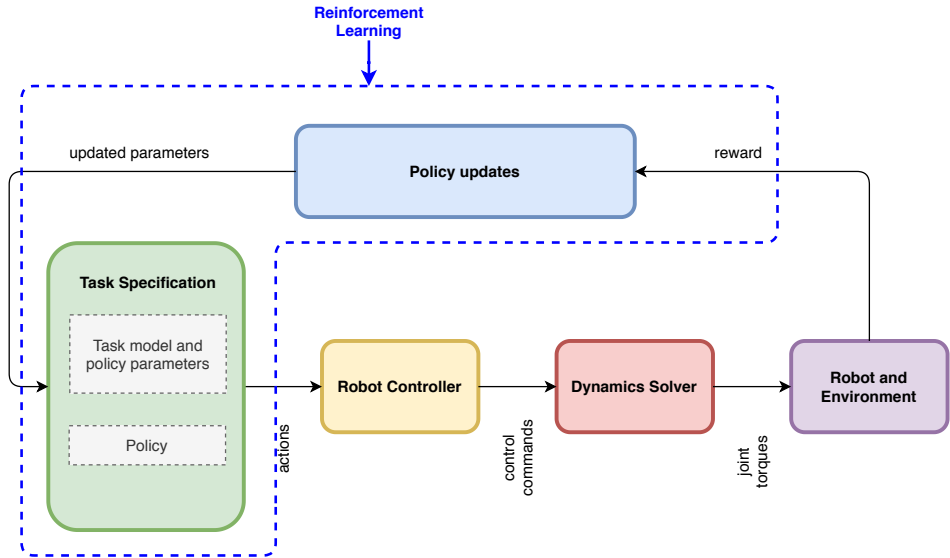 Reinforcement
Learning
updated parameters
Policy updates
reward
Task Specification
Task model and
policy parameters
Policy
actions
Robot Controller
control
commands
Dynamics Solver
joint
torques
Robot and
Environment